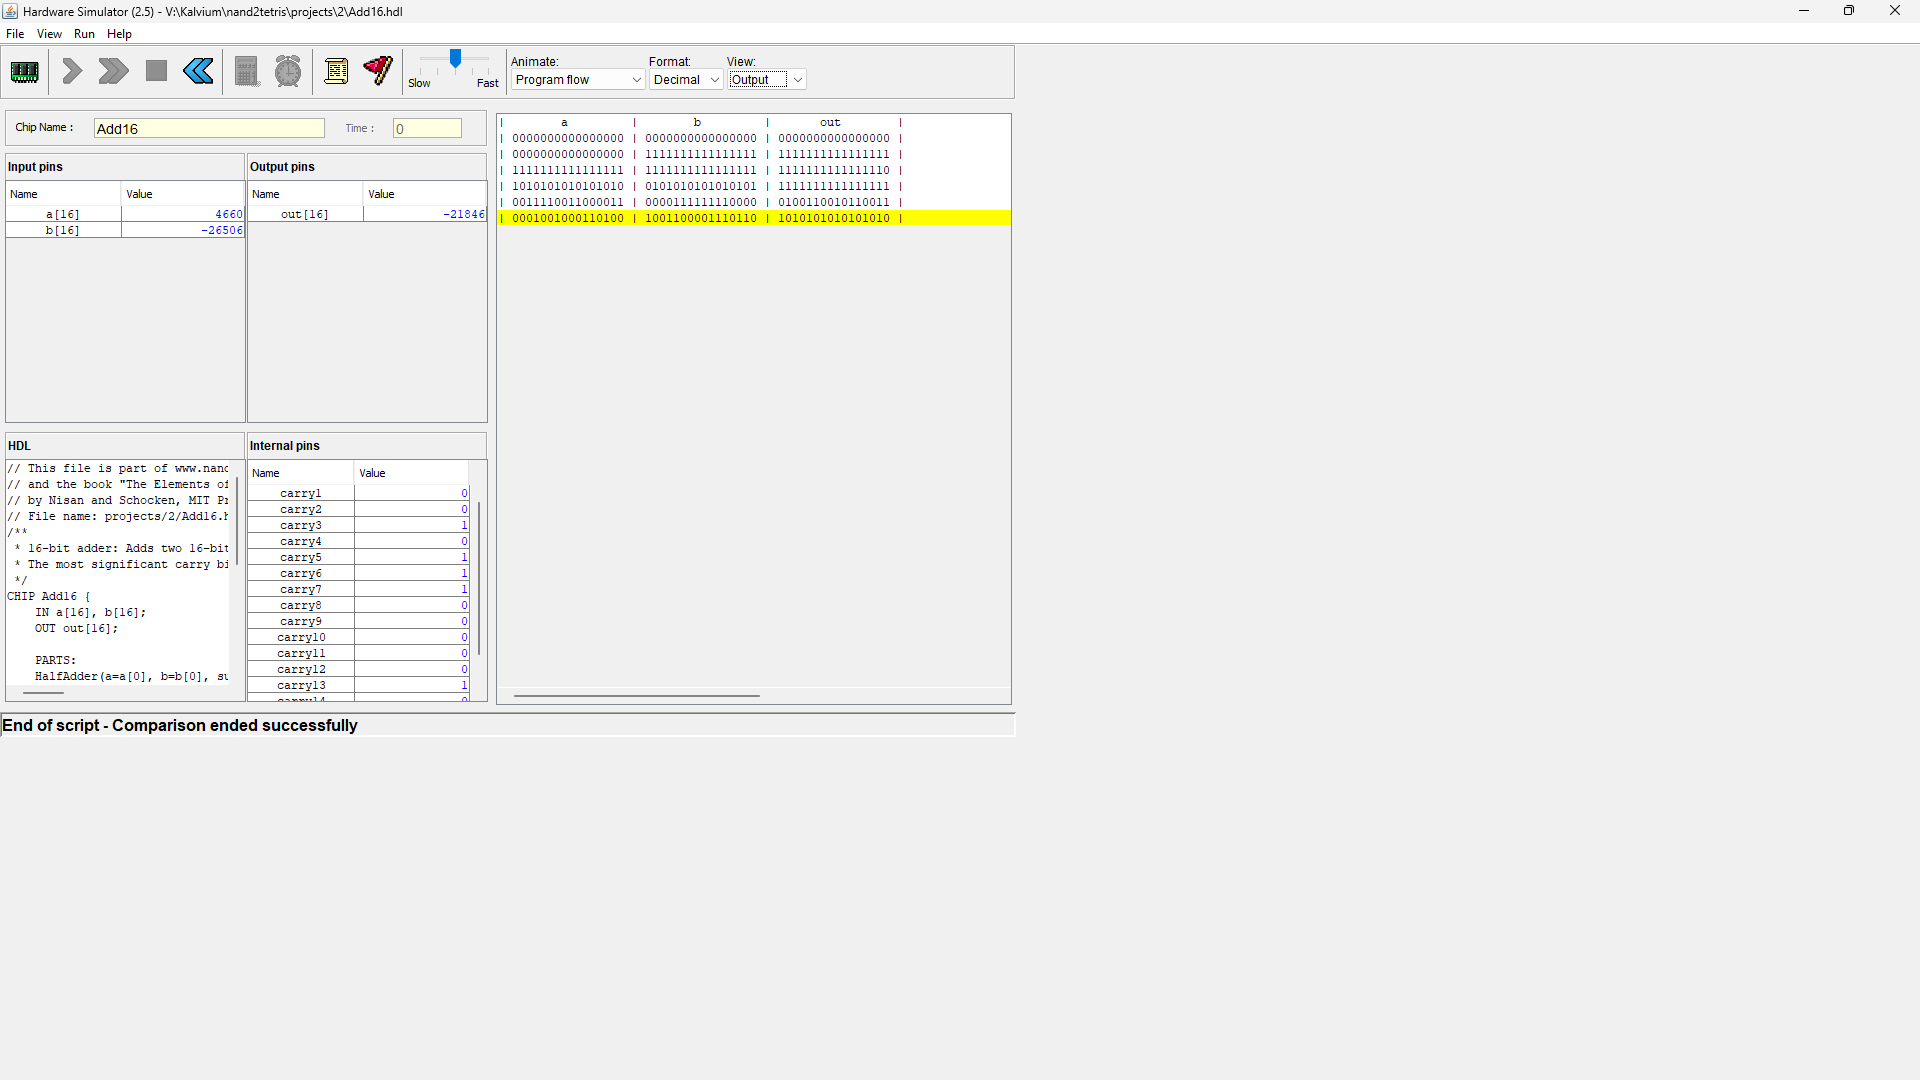 Hardware Simulator (2.5) - V:\Kalvium\nand2tetris\projects\2\Add16.hdl
File View Run Help
Slow Fast
Animate: Format: View:
Program flow Decimal Output
Chip Name : Add16 Time : 0
Input pins
Name Value
a[16] 4660
b[16] -26506
Output pins
Name Value
out[16] -21846
HDL
// This file is part of www.nand
// and the book "The Elements of
// by Nisan and Schocken, MIT Pr
// File name: projects/2/Add16.h
/**
* 16-bit adder: Adds two 16-bit
* The most significant carry bi
*/
CHIP Add16 {
IN a[16], b[16];
OUT out[16];
PARTS:
HalfAdder(a=a[0], b=b[0], su
Internal pins
Name Value
carry1 0
carry2 0
carry3 1
carry4 0
carry5 1
carry6 1
carry7 1
carry8 0
carry9 0
carry10 0
carry11 0
carry12 0
carry13 1
carry14 0
| a | b | out |
| 0000000000000000 | 0000000000000000 | 0000000000000000 |
| 0000000000000000 | 1111111111111111 | 1111111111111111 |
| 1111111111111111 | 1111111111111111 | 1111111111111110 |
| 1010101010101010 | 0101010101010101 | 1111111111111111 |
| 0011110011000011 | 0000111111110000 | 0100110010110011 |
| 0001001000110100 | 1001100001110110 | 1010101010101010 |
End of script - Comparison ended successfully